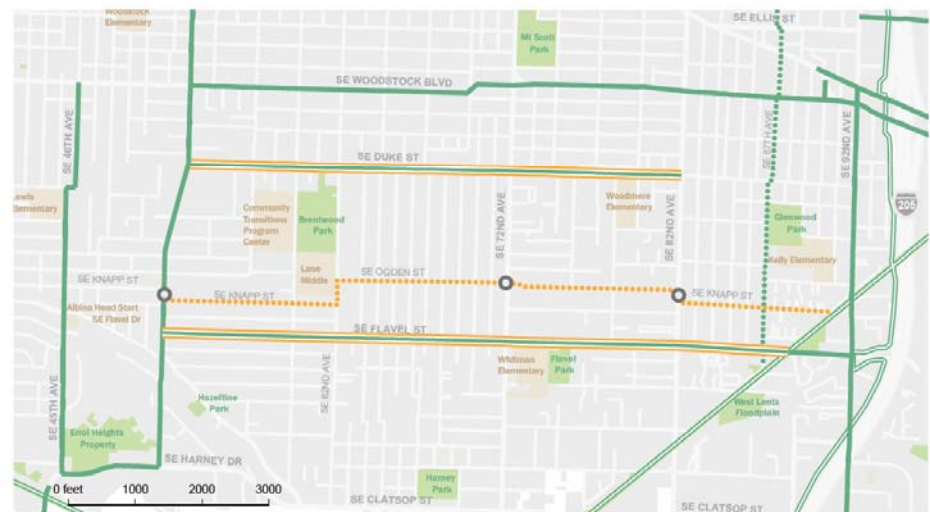 Woodstock
Elementary
SE ELLIS ST
Mt Scott
Park
SE WOODSTOCK BLVD
SE 46TH AVE
SE 87TH AVE
SE 92ND AVE
SE DUKE ST
Lewis
Elementary
Community
Transitions
Program
Center
Brentwood
Park
SE 72ND AVE
Woodmere
Elementary
SE 82ND AVE
205
Glenwood
Park
Kelly Elementary
Lane
Middle
SE OGDEN ST
SE KNAPP ST
SE KNAPP ST
SE KNAPP ST
Albina Head Start
SE Flavel Dr
SE FLAVEL ST
Whitman
Elementary
Flavel
Park
SE 62ND AVE
SE 45TH AVE
Hazeltine
Park
West Lents
Floodplain
Errol Heights
Property
SE HARNEY DR
Harney
Park
0 feet 1000 2000 3000
SE CLATSOP ST
SE CLATSOP ST